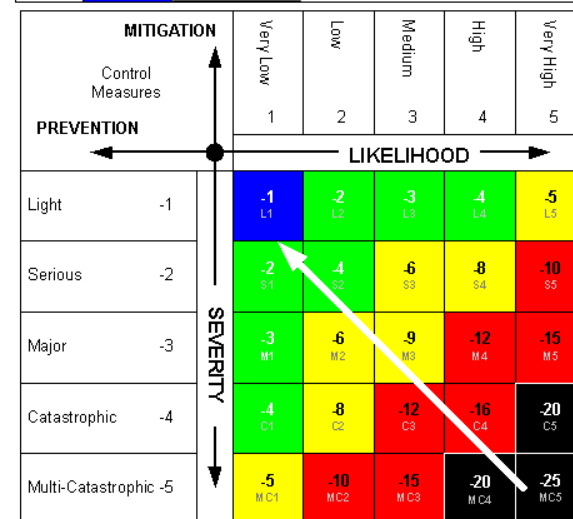 MITIGATION
Control
Measures
PREVENTION
Very Low
Low
Medium
High
Very High
1 2 3 4 5
LIKELIHOOD
SEVERITY
Light -1 -1 -2 -3 -4 -5
L1 L2 L3 L4 L5
Serious -2 -2 -4 -6 -8 -10
S1 S2 S3 S4 S5
Major -3 -3 -6 -9 -12 -15
M1 M2 M3 M4 M5
Catastrophic -4 -4 -8 -12 -16 -20
C1 C2 C3 C4 C5
Multi-Catastrophic -5 -5 -10 -15 -20 -25
MC1 MC2 MC3 MC4 MC5